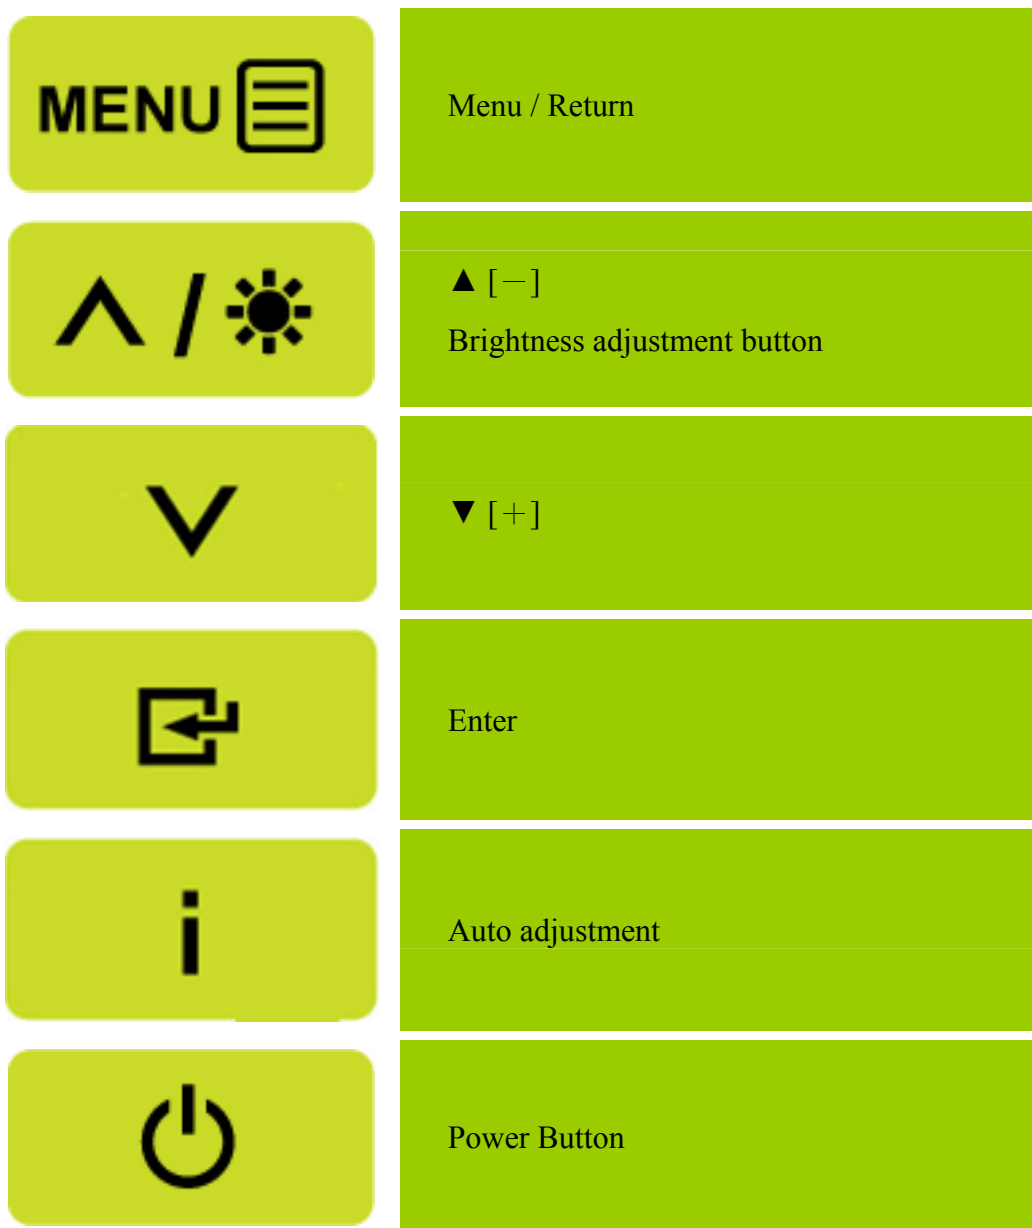 MENU
Menu / Return
/
▲ [－]
Brightness adjustment button
▼ [＋]
Enter
i
Auto adjustment
Power Button